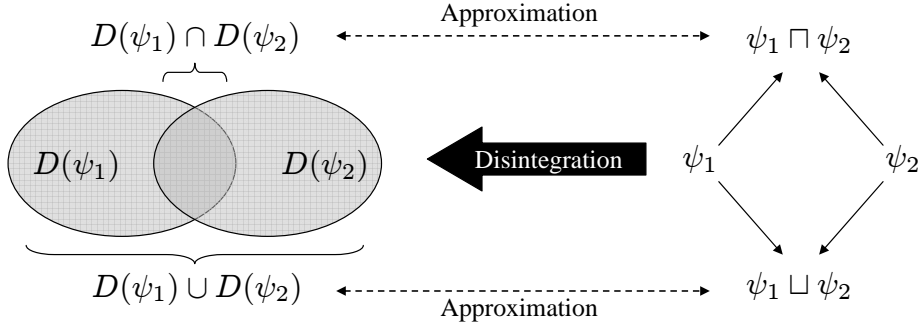 Approximation
D(ψ₁) ∩ D(ψ₂)
ψ₁ ⊓ ψ₂
D(ψ₁)
D(ψ₂)
Disintegration
ψ₁
ψ₂
D(ψ₁) ∪ D(ψ₂)
ψ₁ ⊔ ψ₂
Approximation